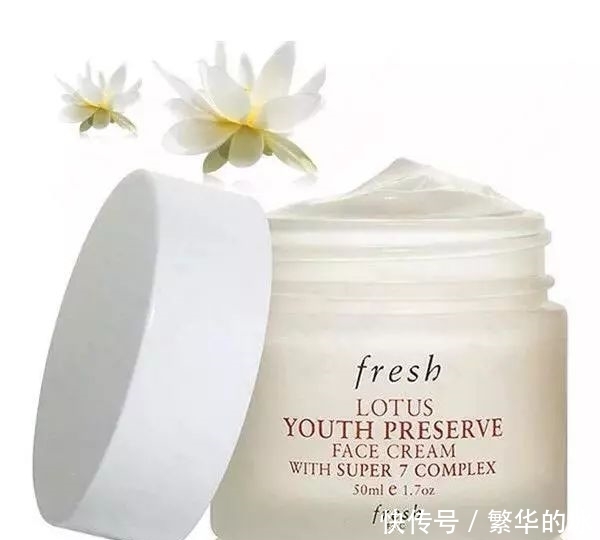 fresh
LOTUS
YOUTH PRESERVE
FACE CREAM
WITH SUPER 7 COMPLEX
50ml e 1.7oz
fresh
快传号 / 繁华的